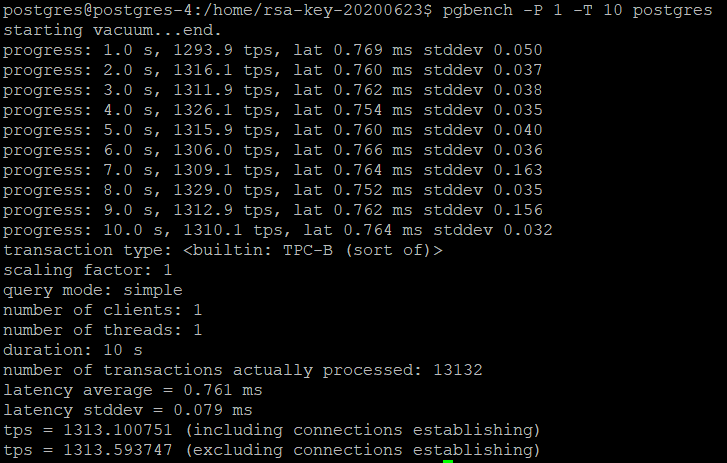 postgres@postgres-4:/home/rsa-key-20200623$ pgbench -P 1 -T 10 postgres
starting vacuum...end.
progress: 1.0 s, 1293.9 tps, lat 0.769 ms stddev 0.050
progress: 2.0 s, 1316.1 tps, lat 0.760 ms stddev 0.037
progress: 3.0 s, 1311.9 tps, lat 0.762 ms stddev 0.038
progress: 4.0 s, 1326.1 tps, lat 0.754 ms stddev 0.035
progress: 5.0 s, 1315.9 tps, lat 0.760 ms stddev 0.040
progress: 6.0 s, 1306.0 tps, lat 0.766 ms stddev 0.036
progress: 7.0 s, 1309.1 tps, lat 0.764 ms stddev 0.163
progress: 8.0 s, 1329.0 tps, lat 0.752 ms stddev 0.035
progress: 9.0 s, 1312.9 tps, lat 0.762 ms stddev 0.156
progress: 10.0 s, 1310.1 tps, lat 0.764 ms stddev 0.032
transaction type: <builtin: TPC-B (sort of)>
scaling factor: 1
query mode: simple
number of clients: 1
number of threads: 1
duration: 10 s
number of transactions actually processed: 13132
latency average = 0.761 ms
latency stddev = 0.079 ms
tps = 1313.100751 (including connections establishing)
tps = 1313.593747 (excluding connections establishing)